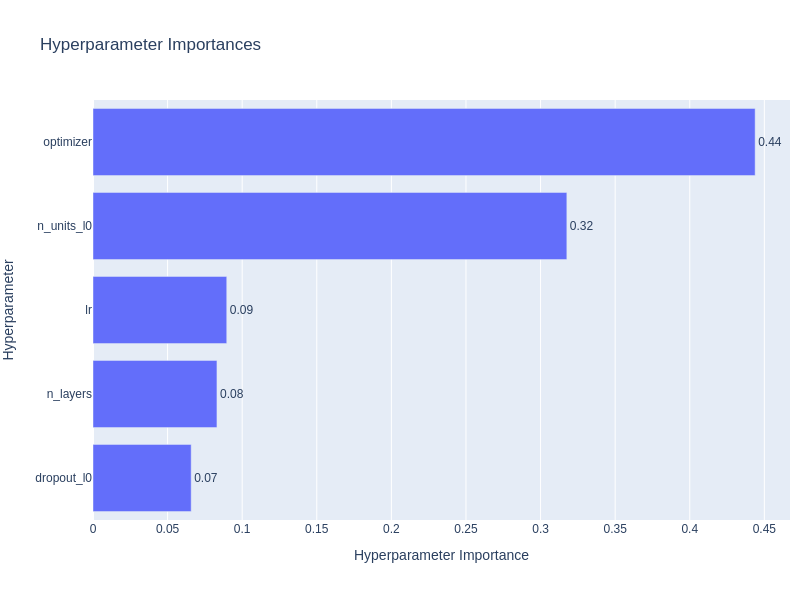 Hyperparameter Importances
Hyperparameter
optimizer
0.44
n_units_l0
0.32
lr
0.09
n_layers
0.08
dropout_l0
0.07
0
0.05
0.1
0.15
0.2
0.25
0.3
0.35
0.4
0.45
Hyperparameter Importance